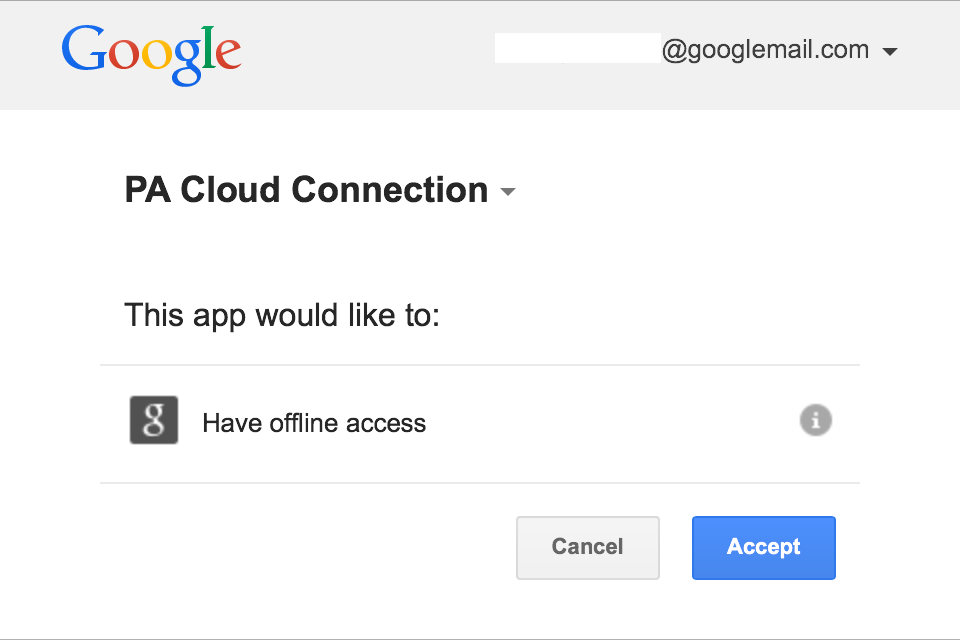 Google
@googlemail.com
PA Cloud Connection
This app would like to:
g Have offline access i
Cancel Accept